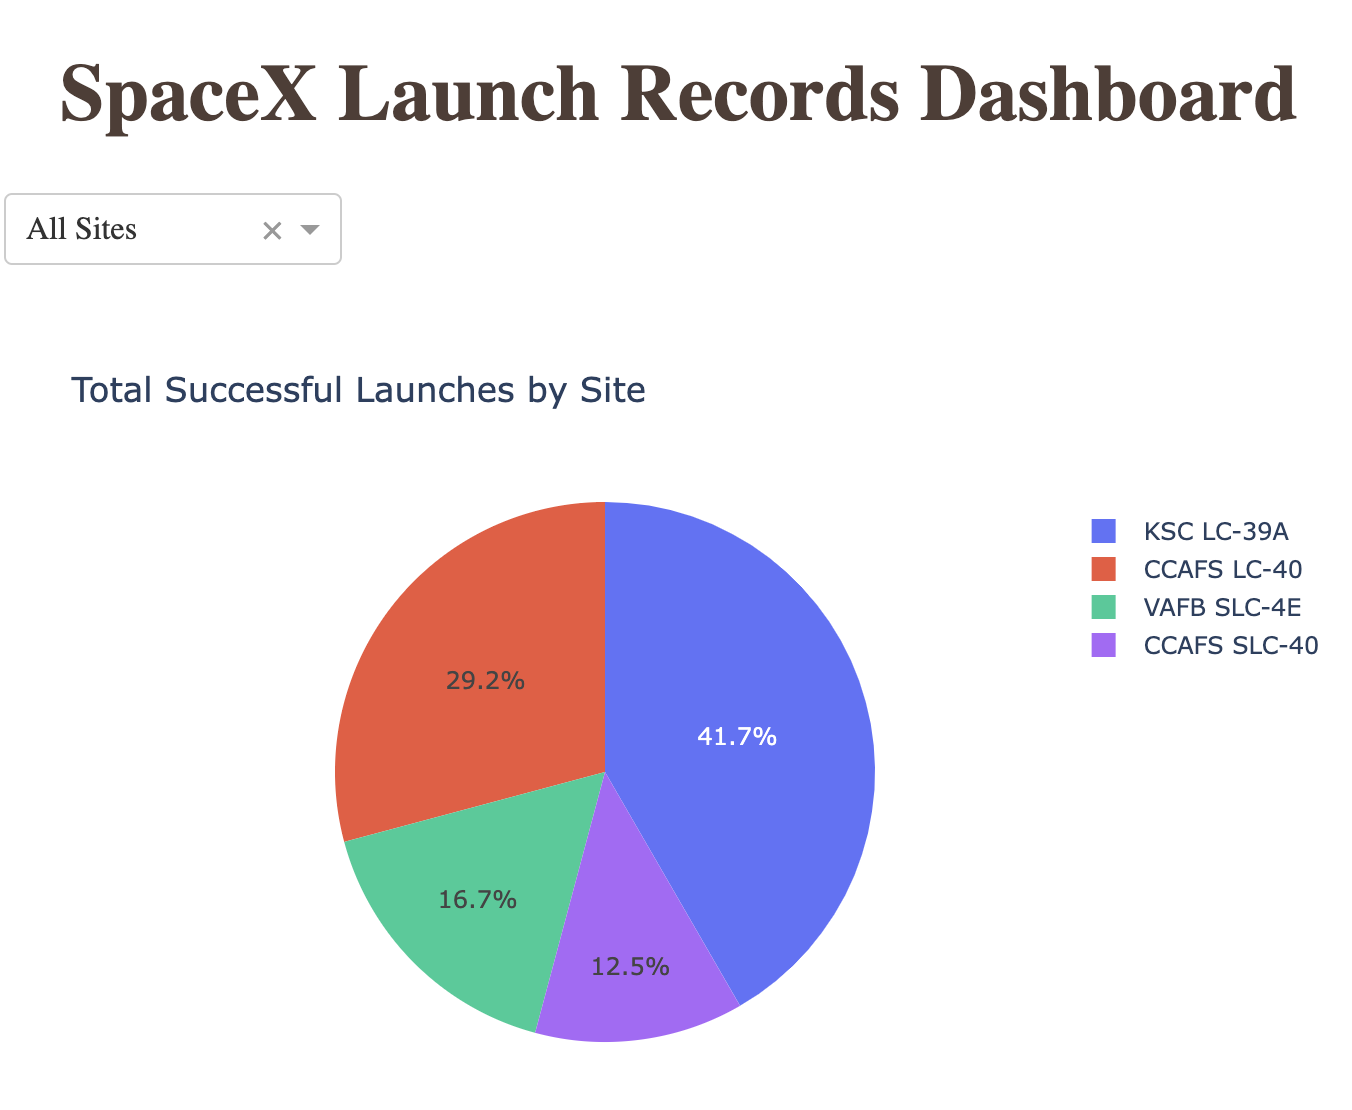 SpaceX Launch Records Dashboard
All Sites
Total Successful Launches by Site
KSC LC-39A
CCAFS LC-40
VAFB SLC-4E
CCAFS SLC-40
29.2%
41.7%
16.7%
12.5%